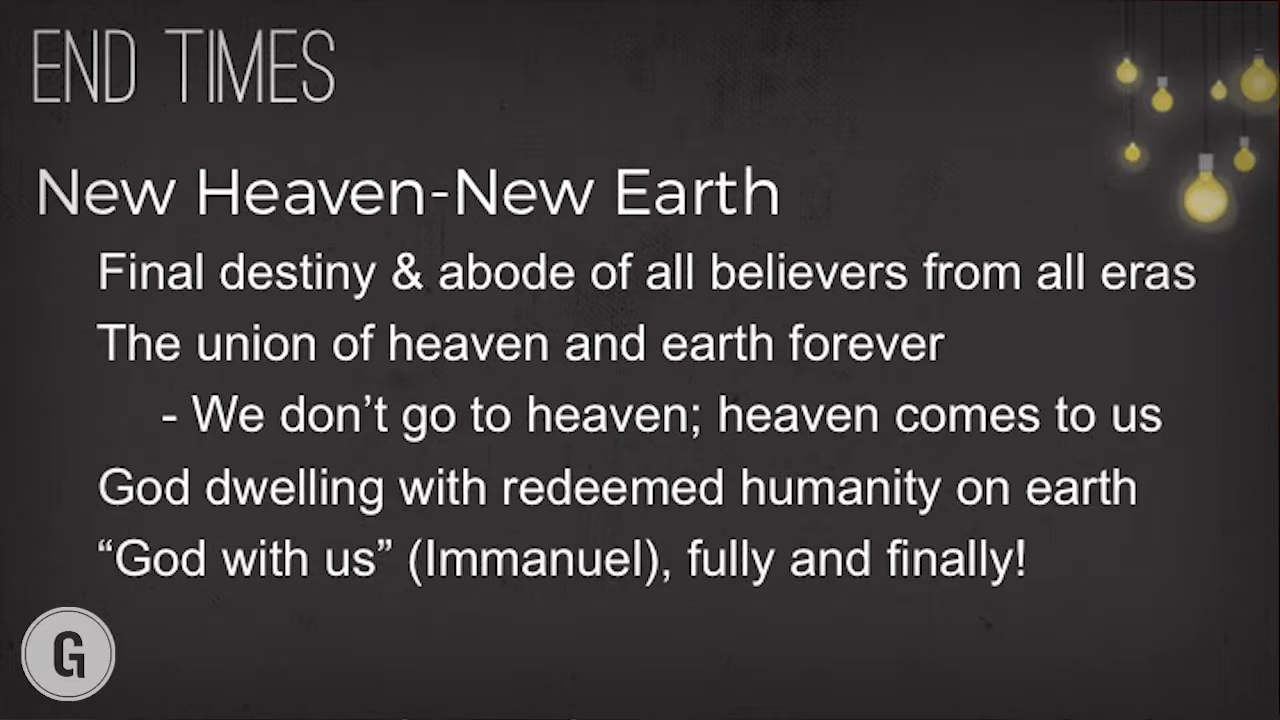 END TIMES
New Heaven-New Earth
Final destiny & abode of all believers from all eras
The union of heaven and earth forever
- We don’t go to heaven; heaven comes to us
God dwelling with redeemed humanity on earth
“God with us” (Immanuel), fully and finally!
G